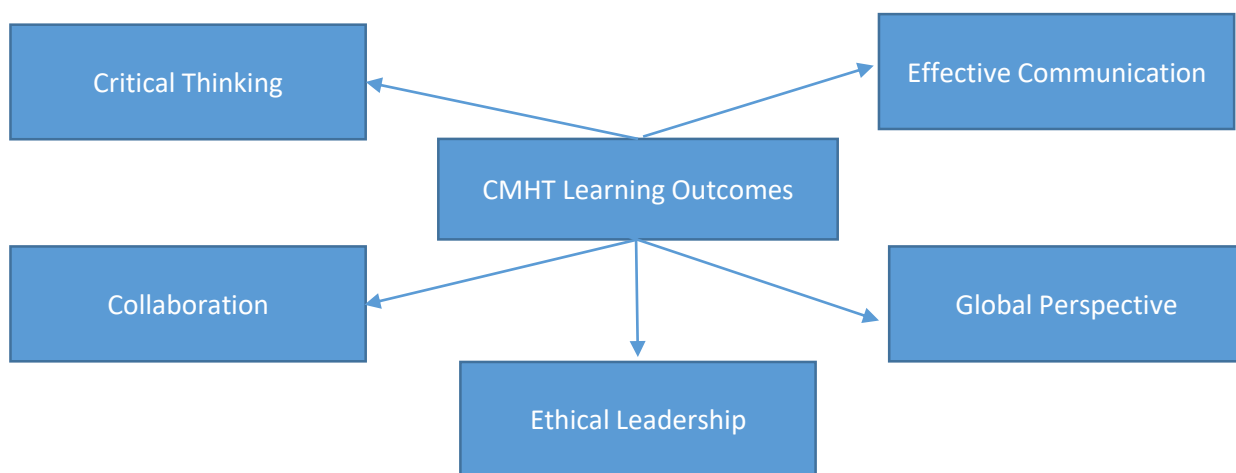 Critical Thinking
Effective Communication
CMHT Learning Outcomes
Collaboration
Global Perspective
Ethical Leadership